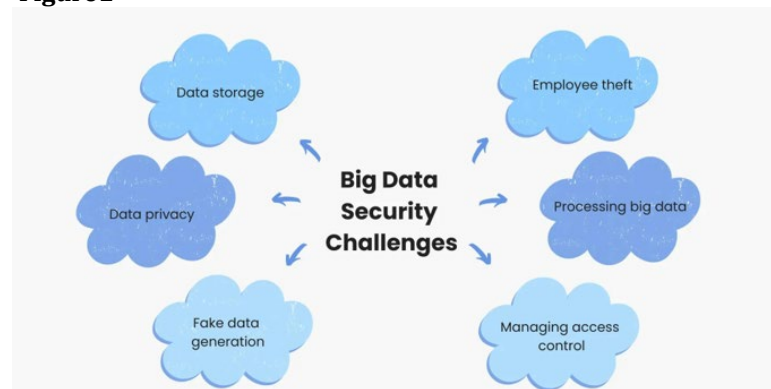 Data storage
Employee theft
Big Data
Security
Challenges
Data privacy
Processing big data
Fake data
generation
Managing access
control